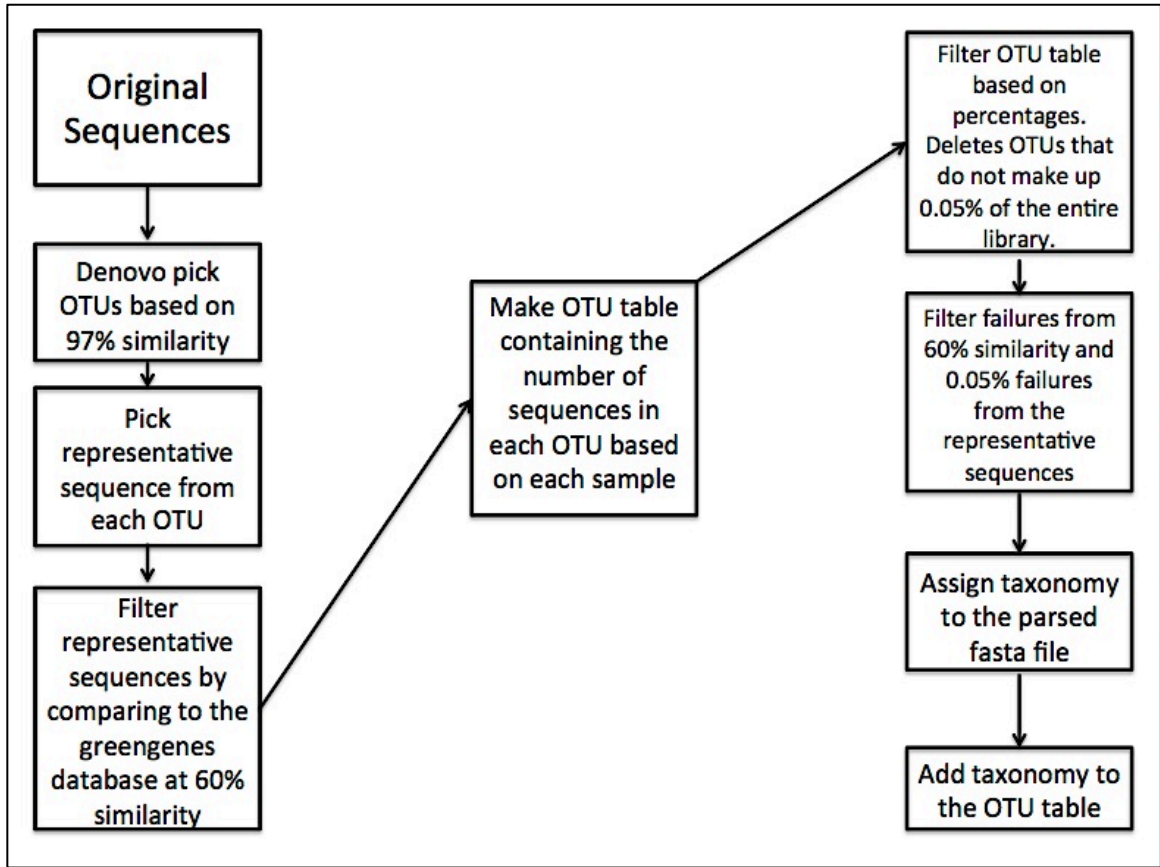 Original
Sequences
Denovo pick
OTUs based on
97% similarity
Pick
representative
sequence from
each OTU
Filter
representative
sequences by
comparing to the
greengenes
database at 60%
similarity
Make OTU table
containing the
number of
sequences in
each OTU based
on each sample
Filter OTU table
based on
percentages.
Deletes OTUs that
do not make up
0.05% of the entire
library.
Filter failures from
60% similarity and
0.05% failures
from the
representative
sequences
Assign taxonomy
to the parsed
fasta file
Add taxonomy to
the OTU table